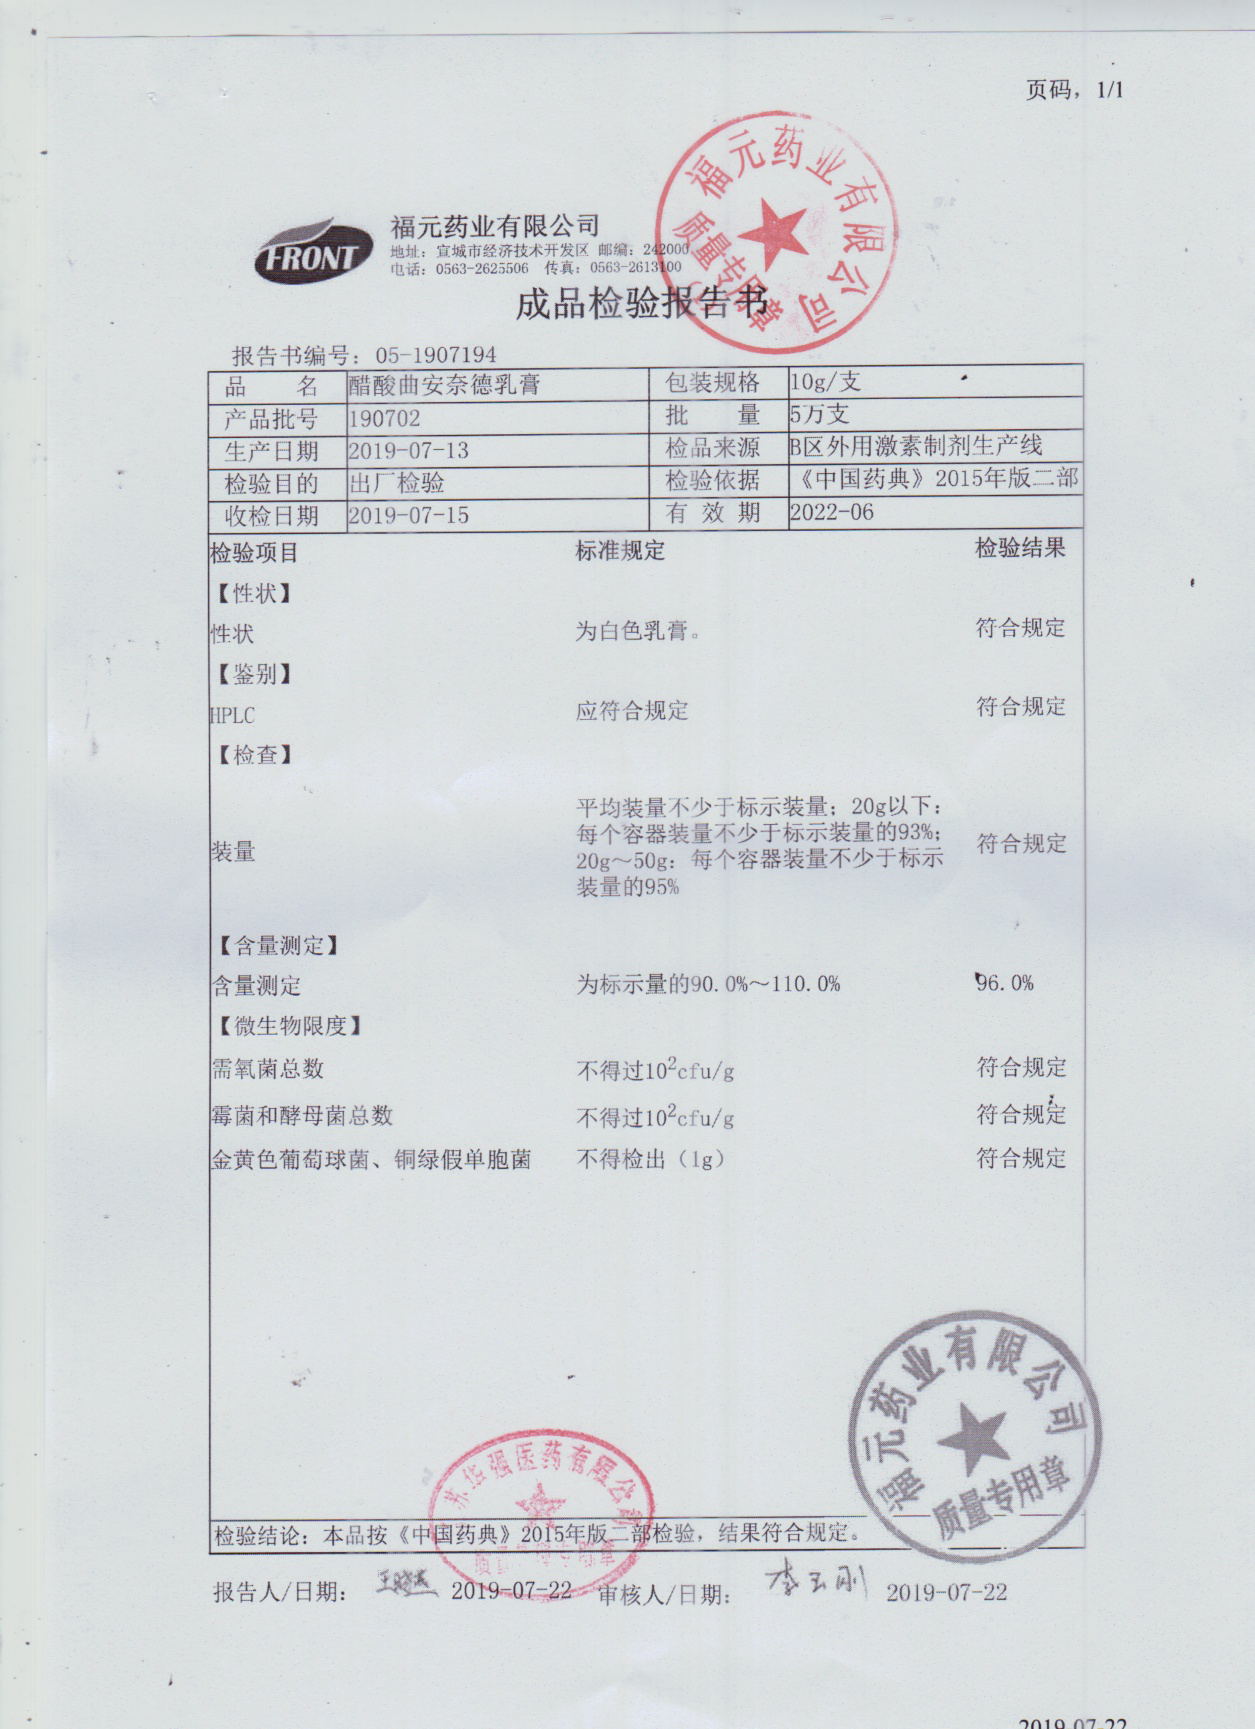 页码，1/1
福元药业有限公司
质量专用章
FRONT
福元药业有限公司
地址：宣城市经济技术开发区 邮编：242000
电话：0563-2625506 传真：0563-2613100
成品检验报告书
报告书编号：05-1907194
品 名 醋酸曲安奈德乳膏 包装规格 10g/支
产品批号 190702 批 量 5万支
生产日期 2019-07-13 检品来源 B区外用激素制剂生产线
检验目的 出厂检验 检验依据 《中国药典》2015年版二部
收检日期 2019-07-15 有 效 期 2022-06
检验项目 标准规定 检验结果
【性状】
性状 为白色乳膏。 符合规定
【鉴别】
HPLC 应符合规定 符合规定
【检查】
平均装量不少于标示装量；20g以下：
每个容器装量不少于标示装量的93%；
装量 20g～50g：每个容器装量不少于标示 符合规定
装量的95%
【含量测定】
含量测定 为标示量的90.0%～110.0% 96.0%
【微生物限度】
需氧菌总数 不得过10²cfu/g 符合规定
霉菌和酵母菌总数 不得过10²cfu/g 符合规定
金黄色葡萄球菌、铜绿假单胞菌 不得检出（1g） 符合规定
福元药业有限公司
质量专用章
苏华强医药有限公司
检验结论：本品按《中国药典》2015年版二部检验，结果符合规定。
报告人/日期： 2019-07-22 审核人/日期： 李玉刚 2019-07-22
2019-07-22